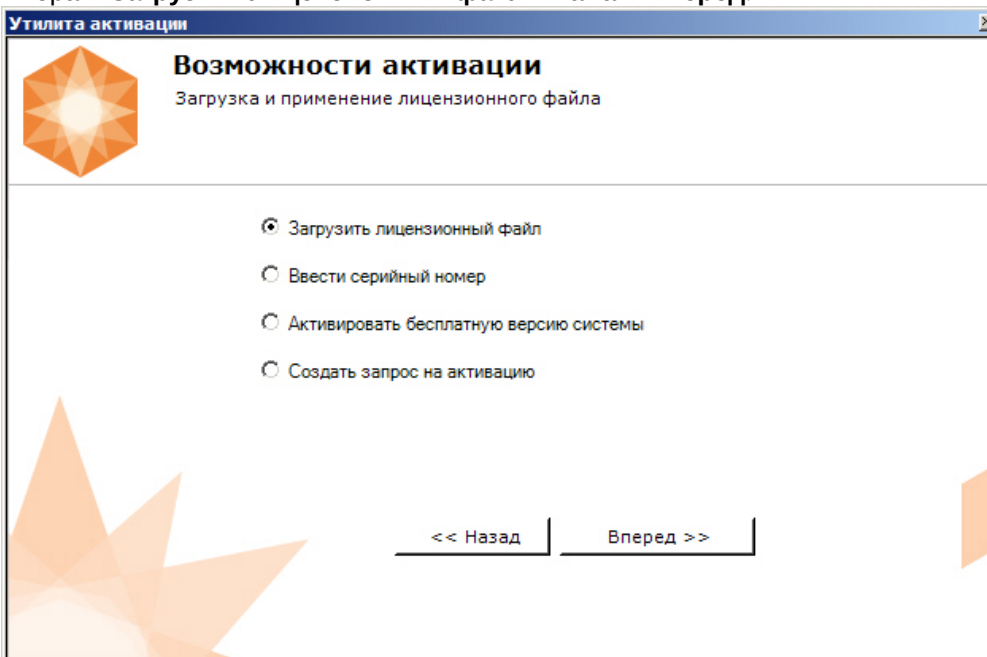 Утилита активации
Возможности активации
Загрузка и применение лицензионного файла
Загрузить лицензионный файл
Ввести серийный номер
Активировать бесплатную версию системы
Создать запрос на активацию
<< Назад
Вперед >>